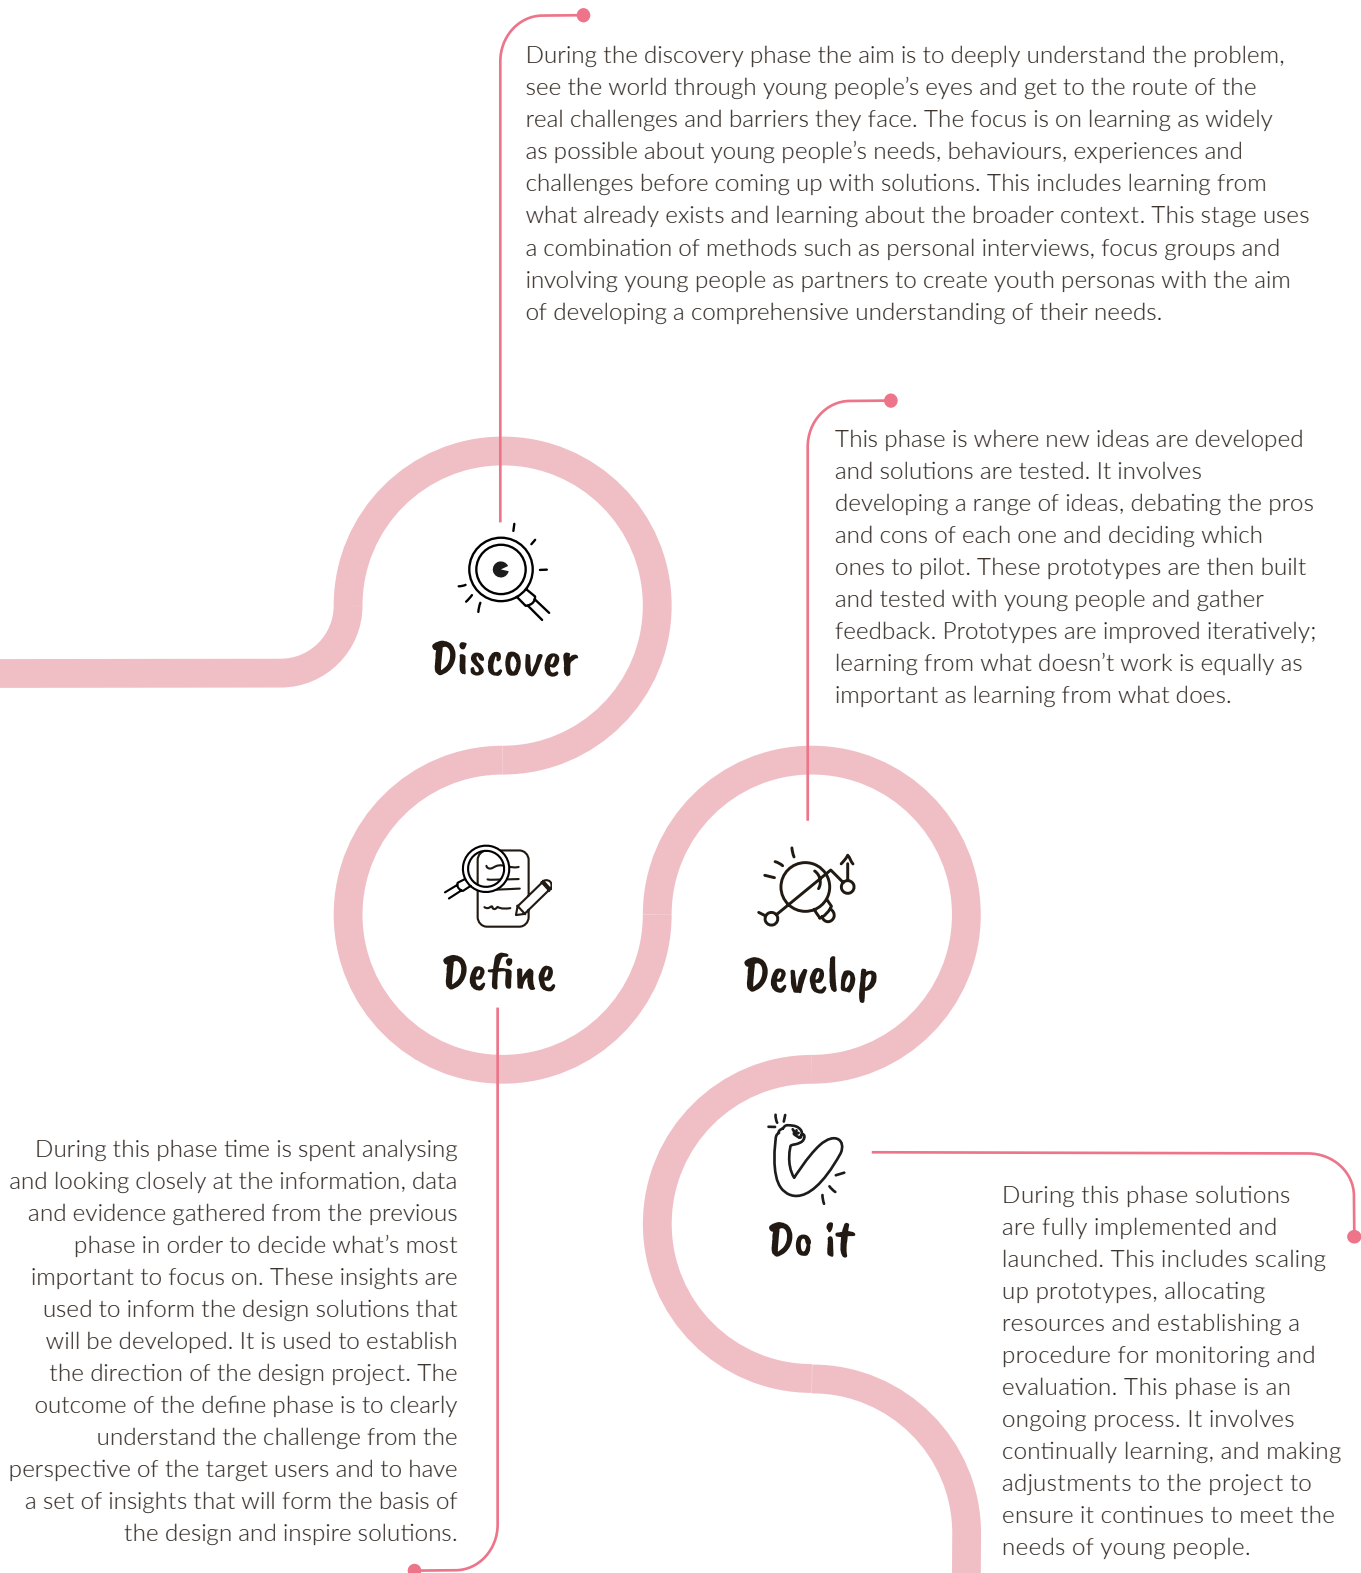 During the discovery phase the aim is to deeply understand the problem,
see the world through young people’s eyes and get to the route of the
real challenges and barriers they face. The focus is on learning as widely
as possible about young people’s needs, behaviours, experiences and
challenges before coming up with solutions. This includes learning from
what already exists and learning about the broader context. This stage uses
a combination of methods such as personal interviews, focus groups and
involving young people as partners to create youth personas with the aim
of developing a comprehensive understanding of their needs.
Discover
This phase is where new ideas are developed
and solutions are tested. It involves
developing a range of ideas, debating the pros
and cons of each one and deciding which
ones to pilot. These prototypes are then built
and tested with young people and gather
feedback. Prototypes are improved iteratively;
learning from what doesn’t work is equally as
important as learning from what does.
Define
Develop
During this phase time is spent analysing
and looking closely at the information, data
and evidence gathered from the previous
phase in order to decide what’s most
important to focus on. These insights are
used to inform the design solutions that
will be developed. It is used to establish
the direction of the design project. The
outcome of the define phase is to clearly
understand the challenge from the
perspective of the target users and to have
a set of insights that will form the basis of
the design and inspire solutions.
Do it
During this phase solutions
are fully implemented and
launched. This includes scaling
up prototypes, allocating
resources and establishing a
procedure for monitoring and
evaluation. This phase is an
ongoing process. It involves
continually learning, and making
adjustments to the project to
ensure it continues to meet the
needs of young people.